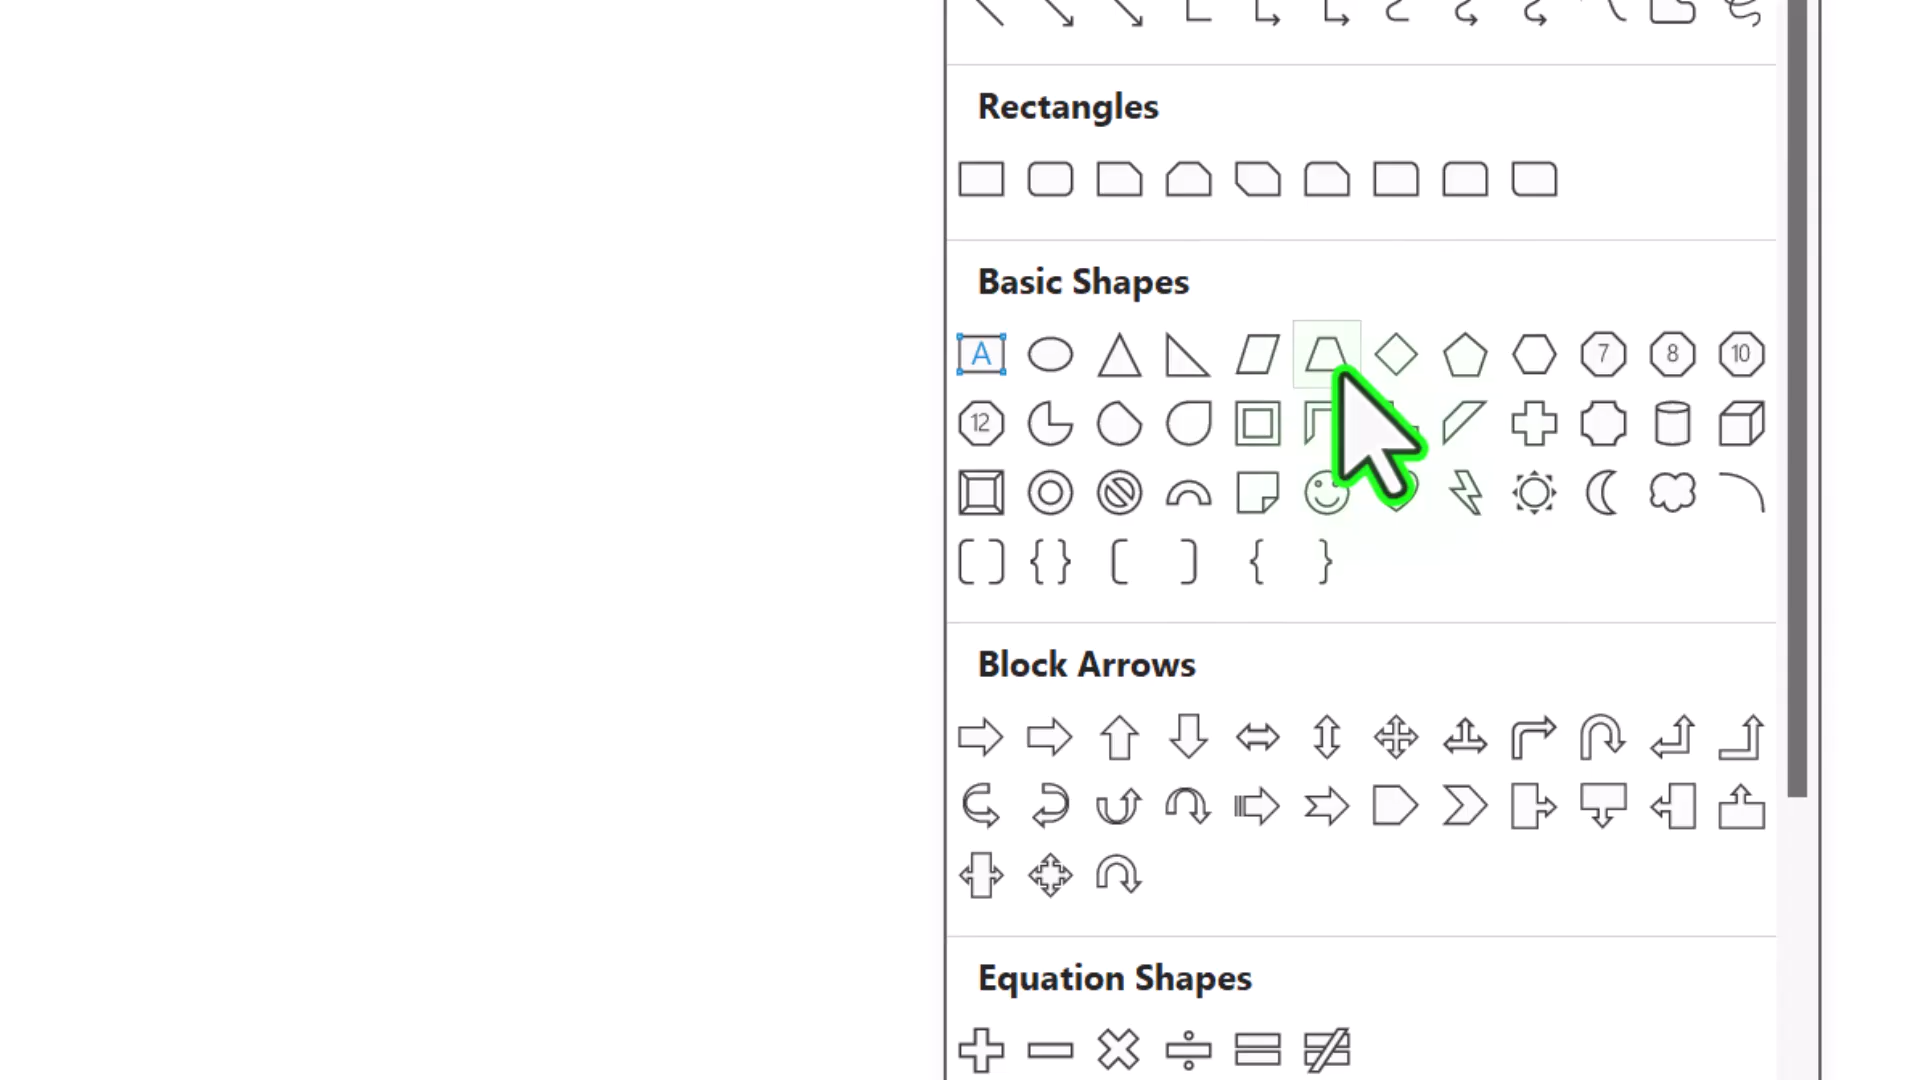 Rectangles
Basic Shapes
A 7 8 10
12
[ ] { } [ ] { }
Block Arrows
Equation Shapes